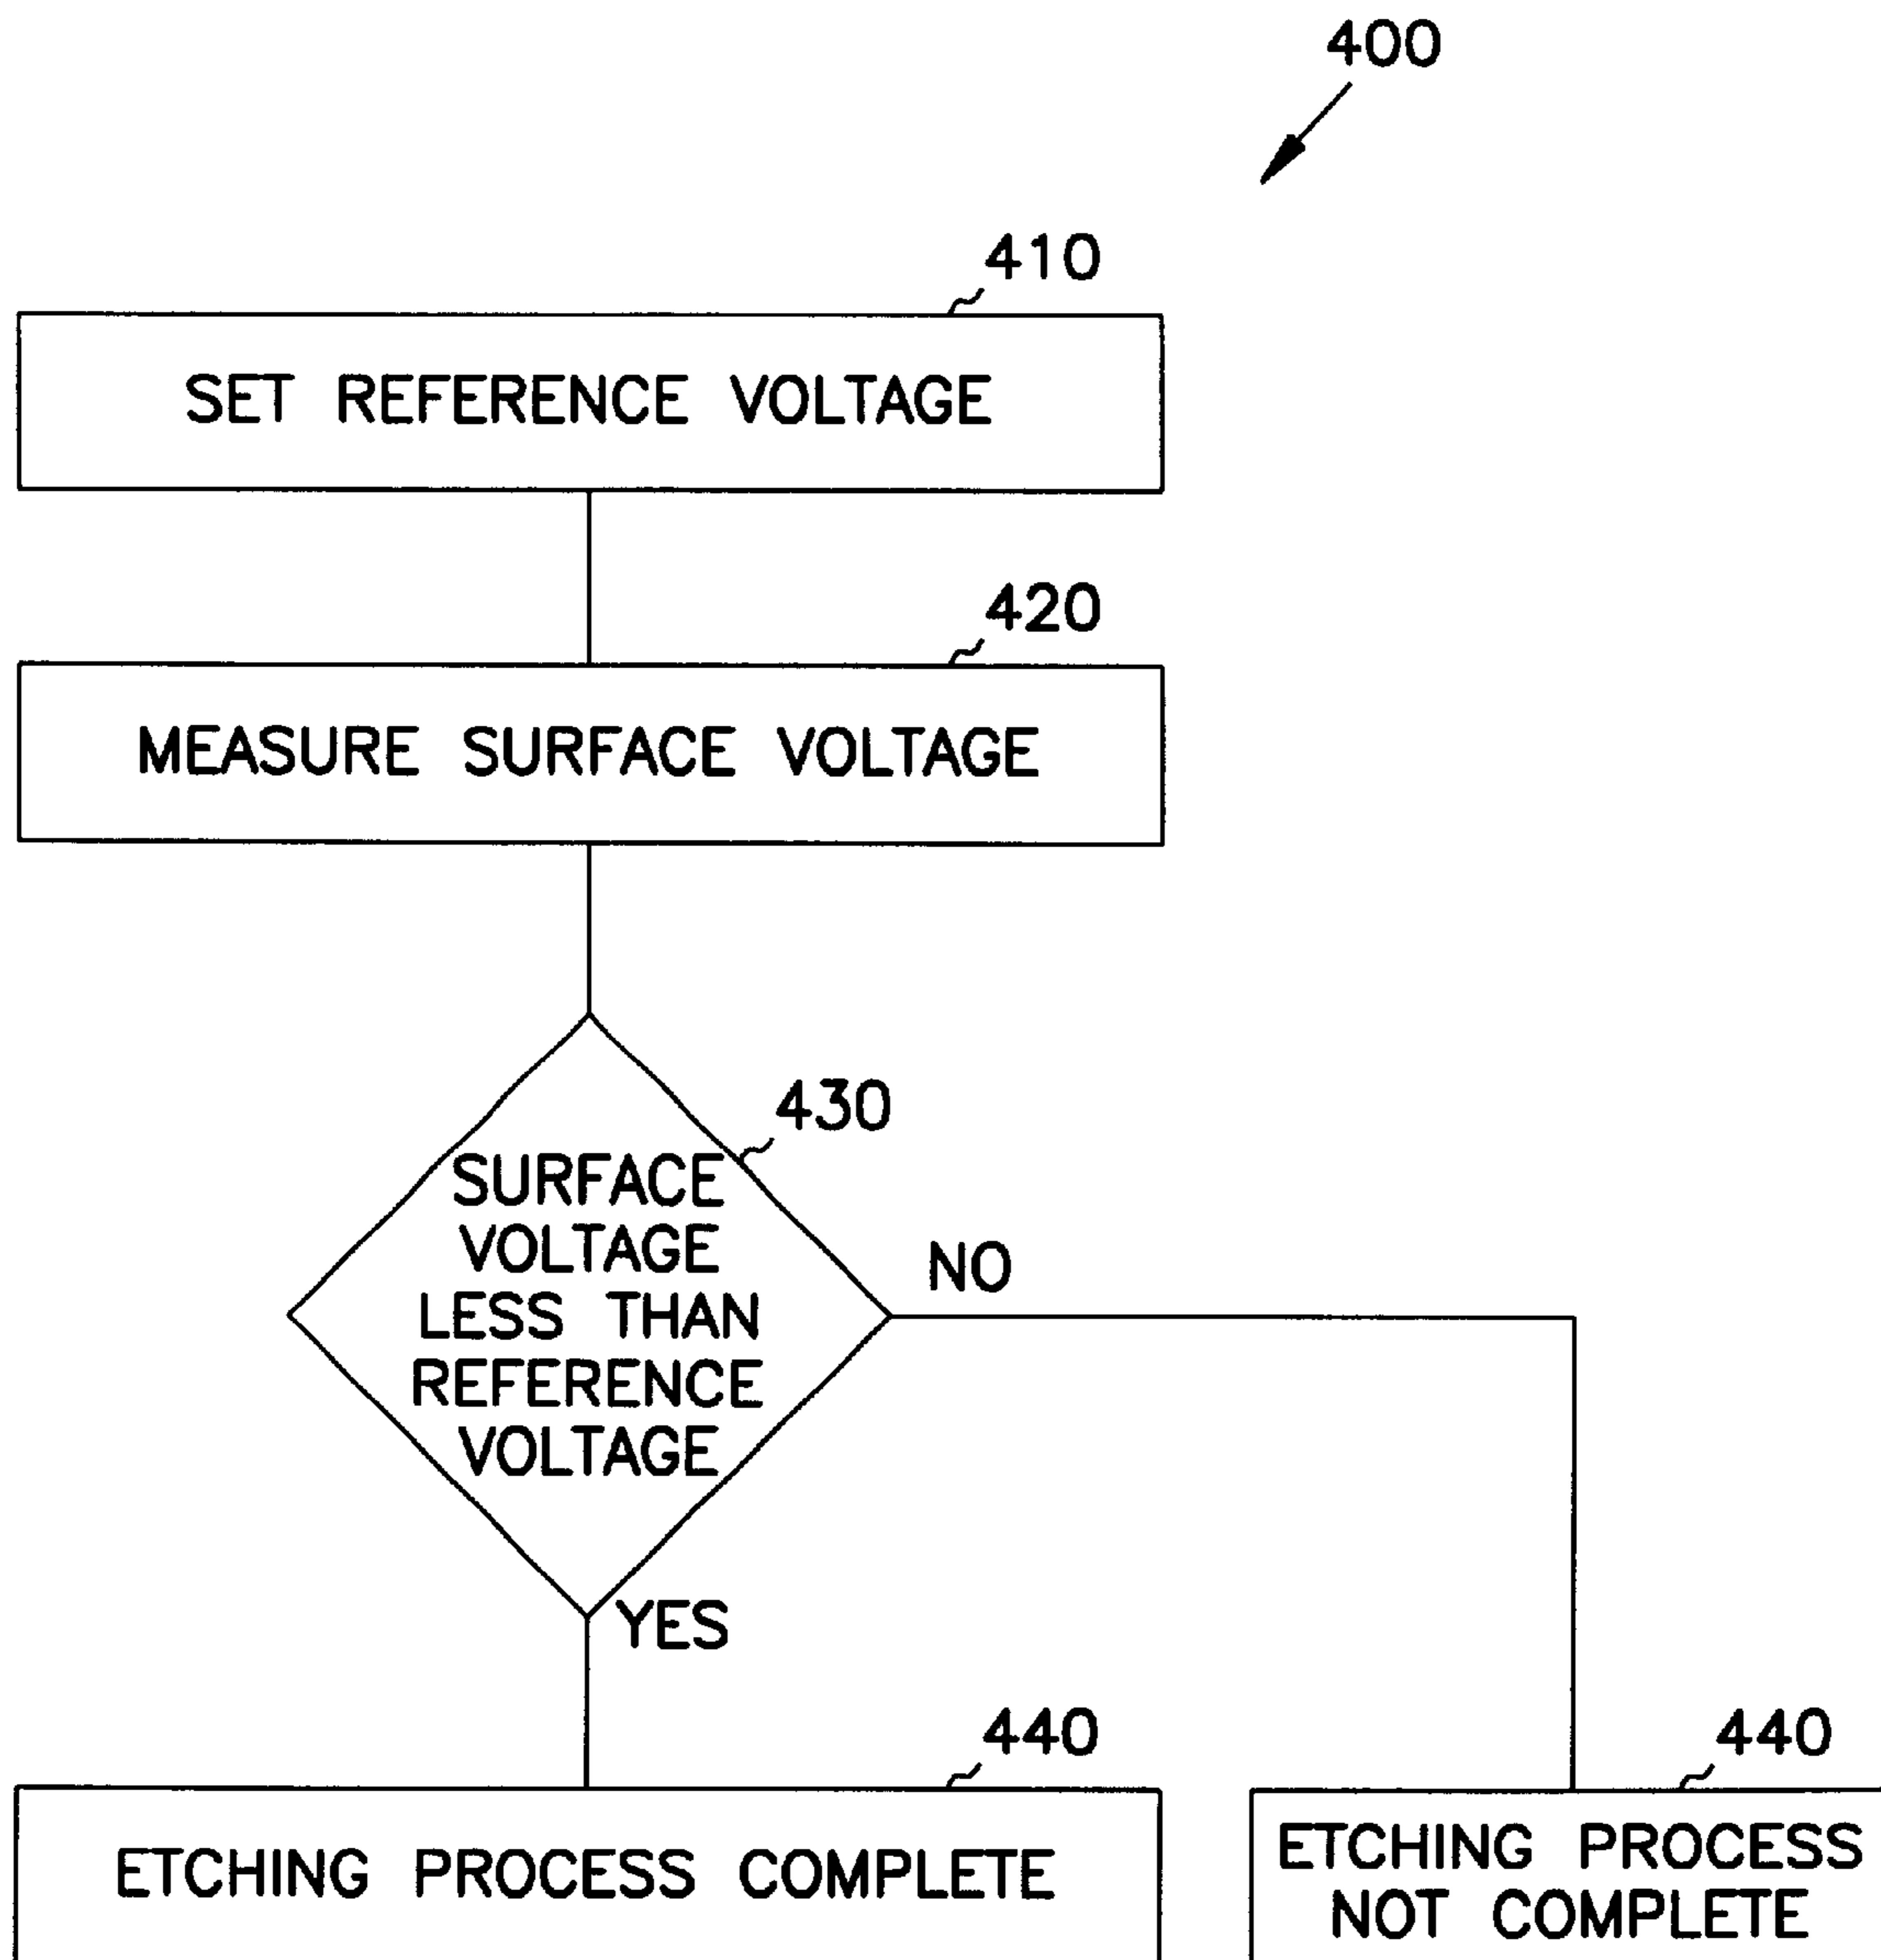 400
410
SET REFERENCE VOLTAGE
420
MEASURE SURFACE VOLTAGE
430
SURFACE
VOLTAGE
LESS THAN
REFERENCE
VOLTAGE
NO
YES
440
ETCHING PROCESS COMPLETE
440
ETCHING PROCESS
NOT COMPLETE